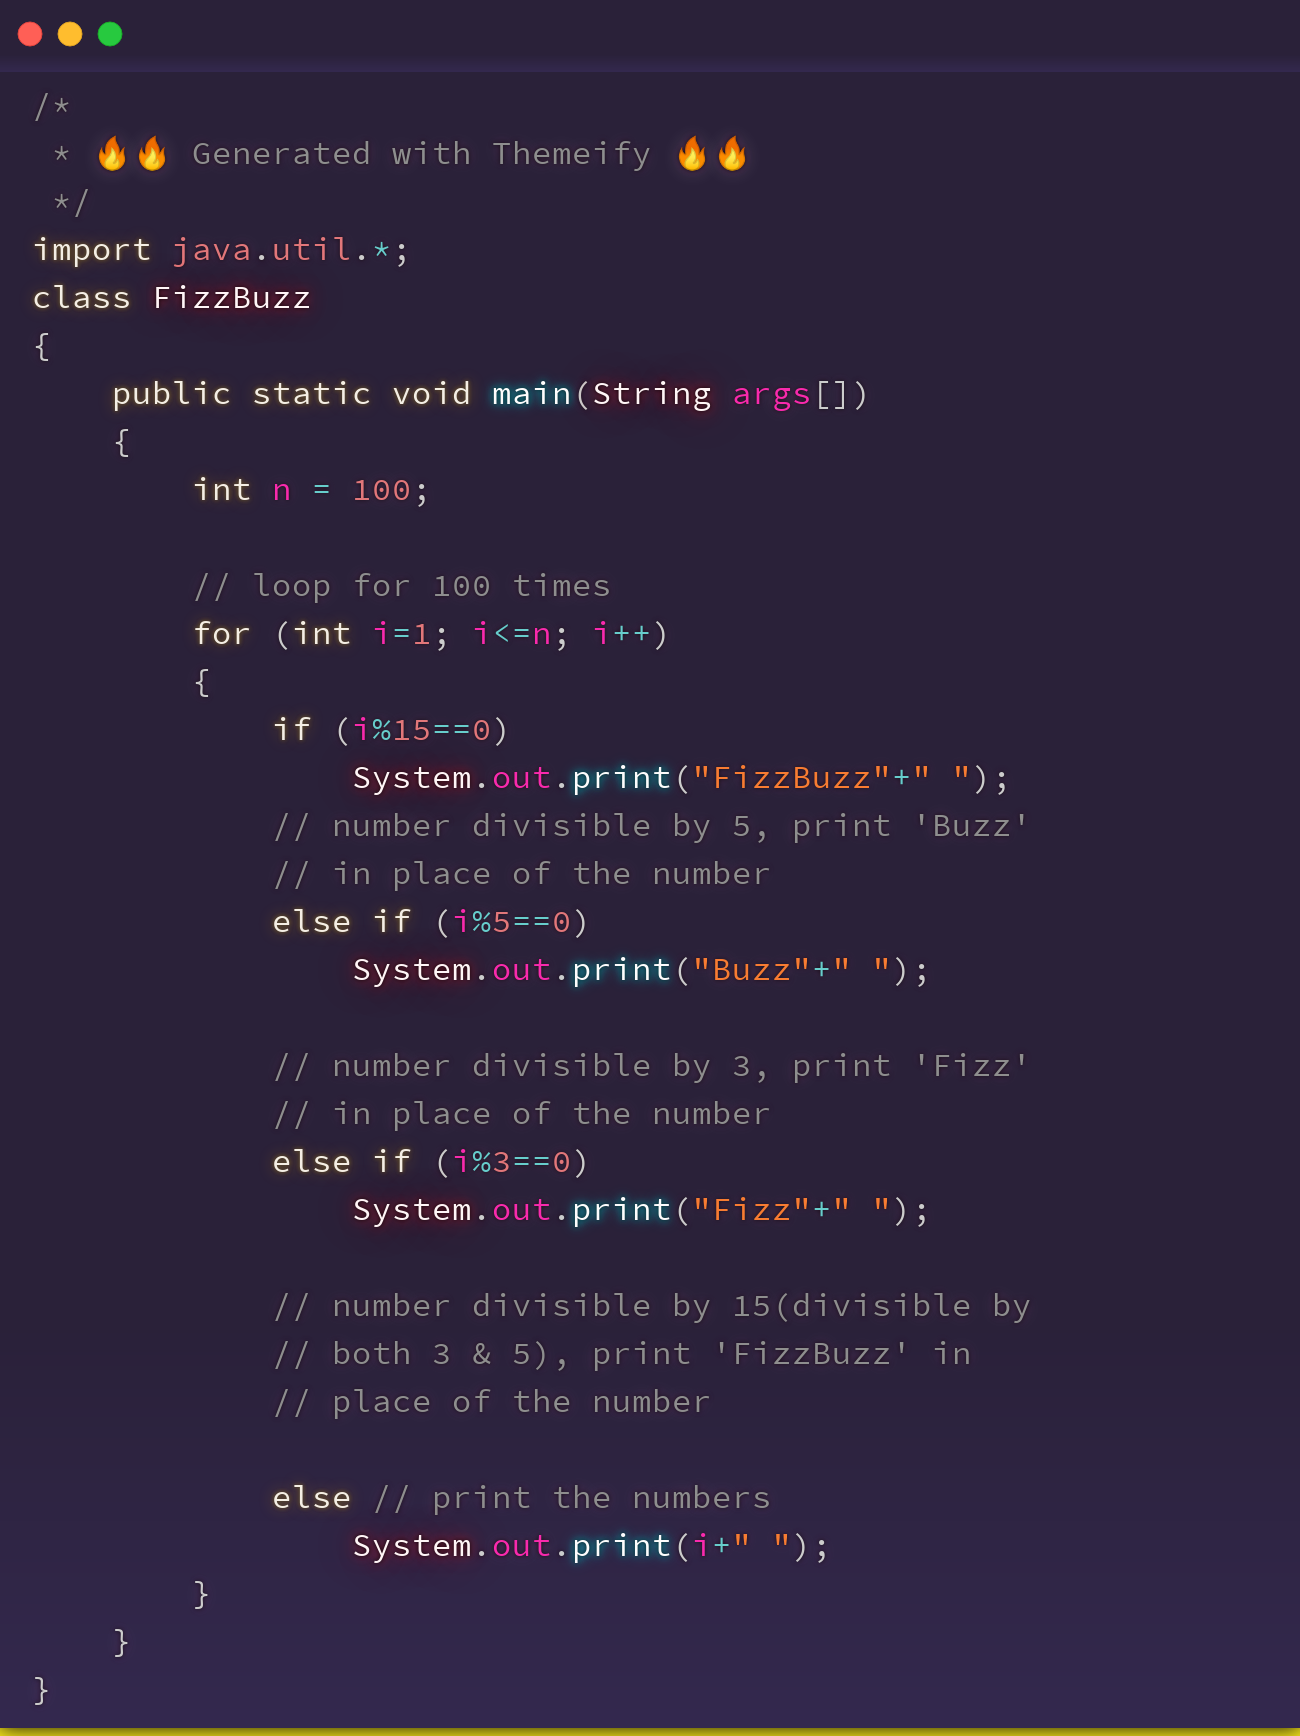 /*
 * 🔥🔥 Generated with Themeify 🔥🔥
 */
import java.util.*;
class FizzBuzz
{
    public static void main(String args[])
    {
        int n = 100;

        // loop for 100 times
        for (int i=1; i<=n; i++)
        {
            if (i%15==0)
                System.out.print("FizzBuzz"+" ");
            // number divisible by 5, print 'Buzz'
            // in place of the number
            else if (i%5==0)
                System.out.print("Buzz"+" ");

            // number divisible by 3, print 'Fizz'
            // in place of the number
            else if (i%3==0)
                System.out.print("Fizz"+" ");

            // number divisible by 15(divisible by
            // both 3 & 5), print 'FizzBuzz' in
            // place of the number

            else // print the numbers
                System.out.print(i+" ");
        }
    }
}